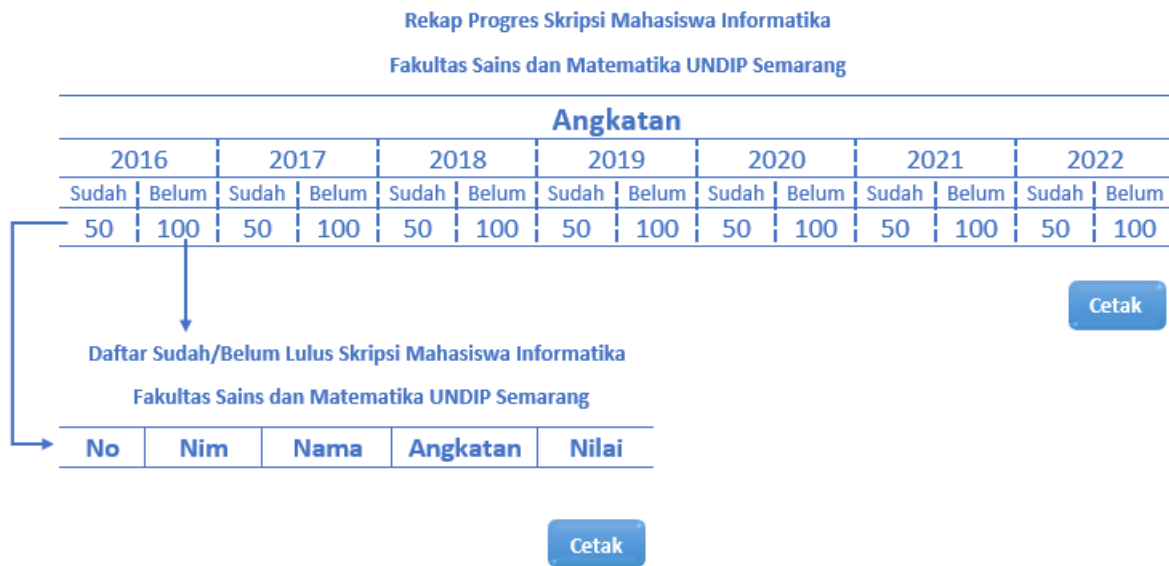 Rekap Progres Skripsi Mahasiswa Informatika
Fakultas Sains dan Matematika UNDIP Semarang
Angkatan
2016 2017 2018 2019 2020 2021 2022
Sudah Belum Sudah Belum Sudah Belum Sudah Belum Sudah Belum Sudah Belum Sudah Belum
50 100 50 100 50 100 50 100 50 100 50 100 50 100
Cetak
Daftar Sudah/Belum Lulus Skripsi Mahasiswa Informatika
Fakultas Sains dan Matematika UNDIP Semarang
No Nim Nama Angkatan Nilai
Cetak